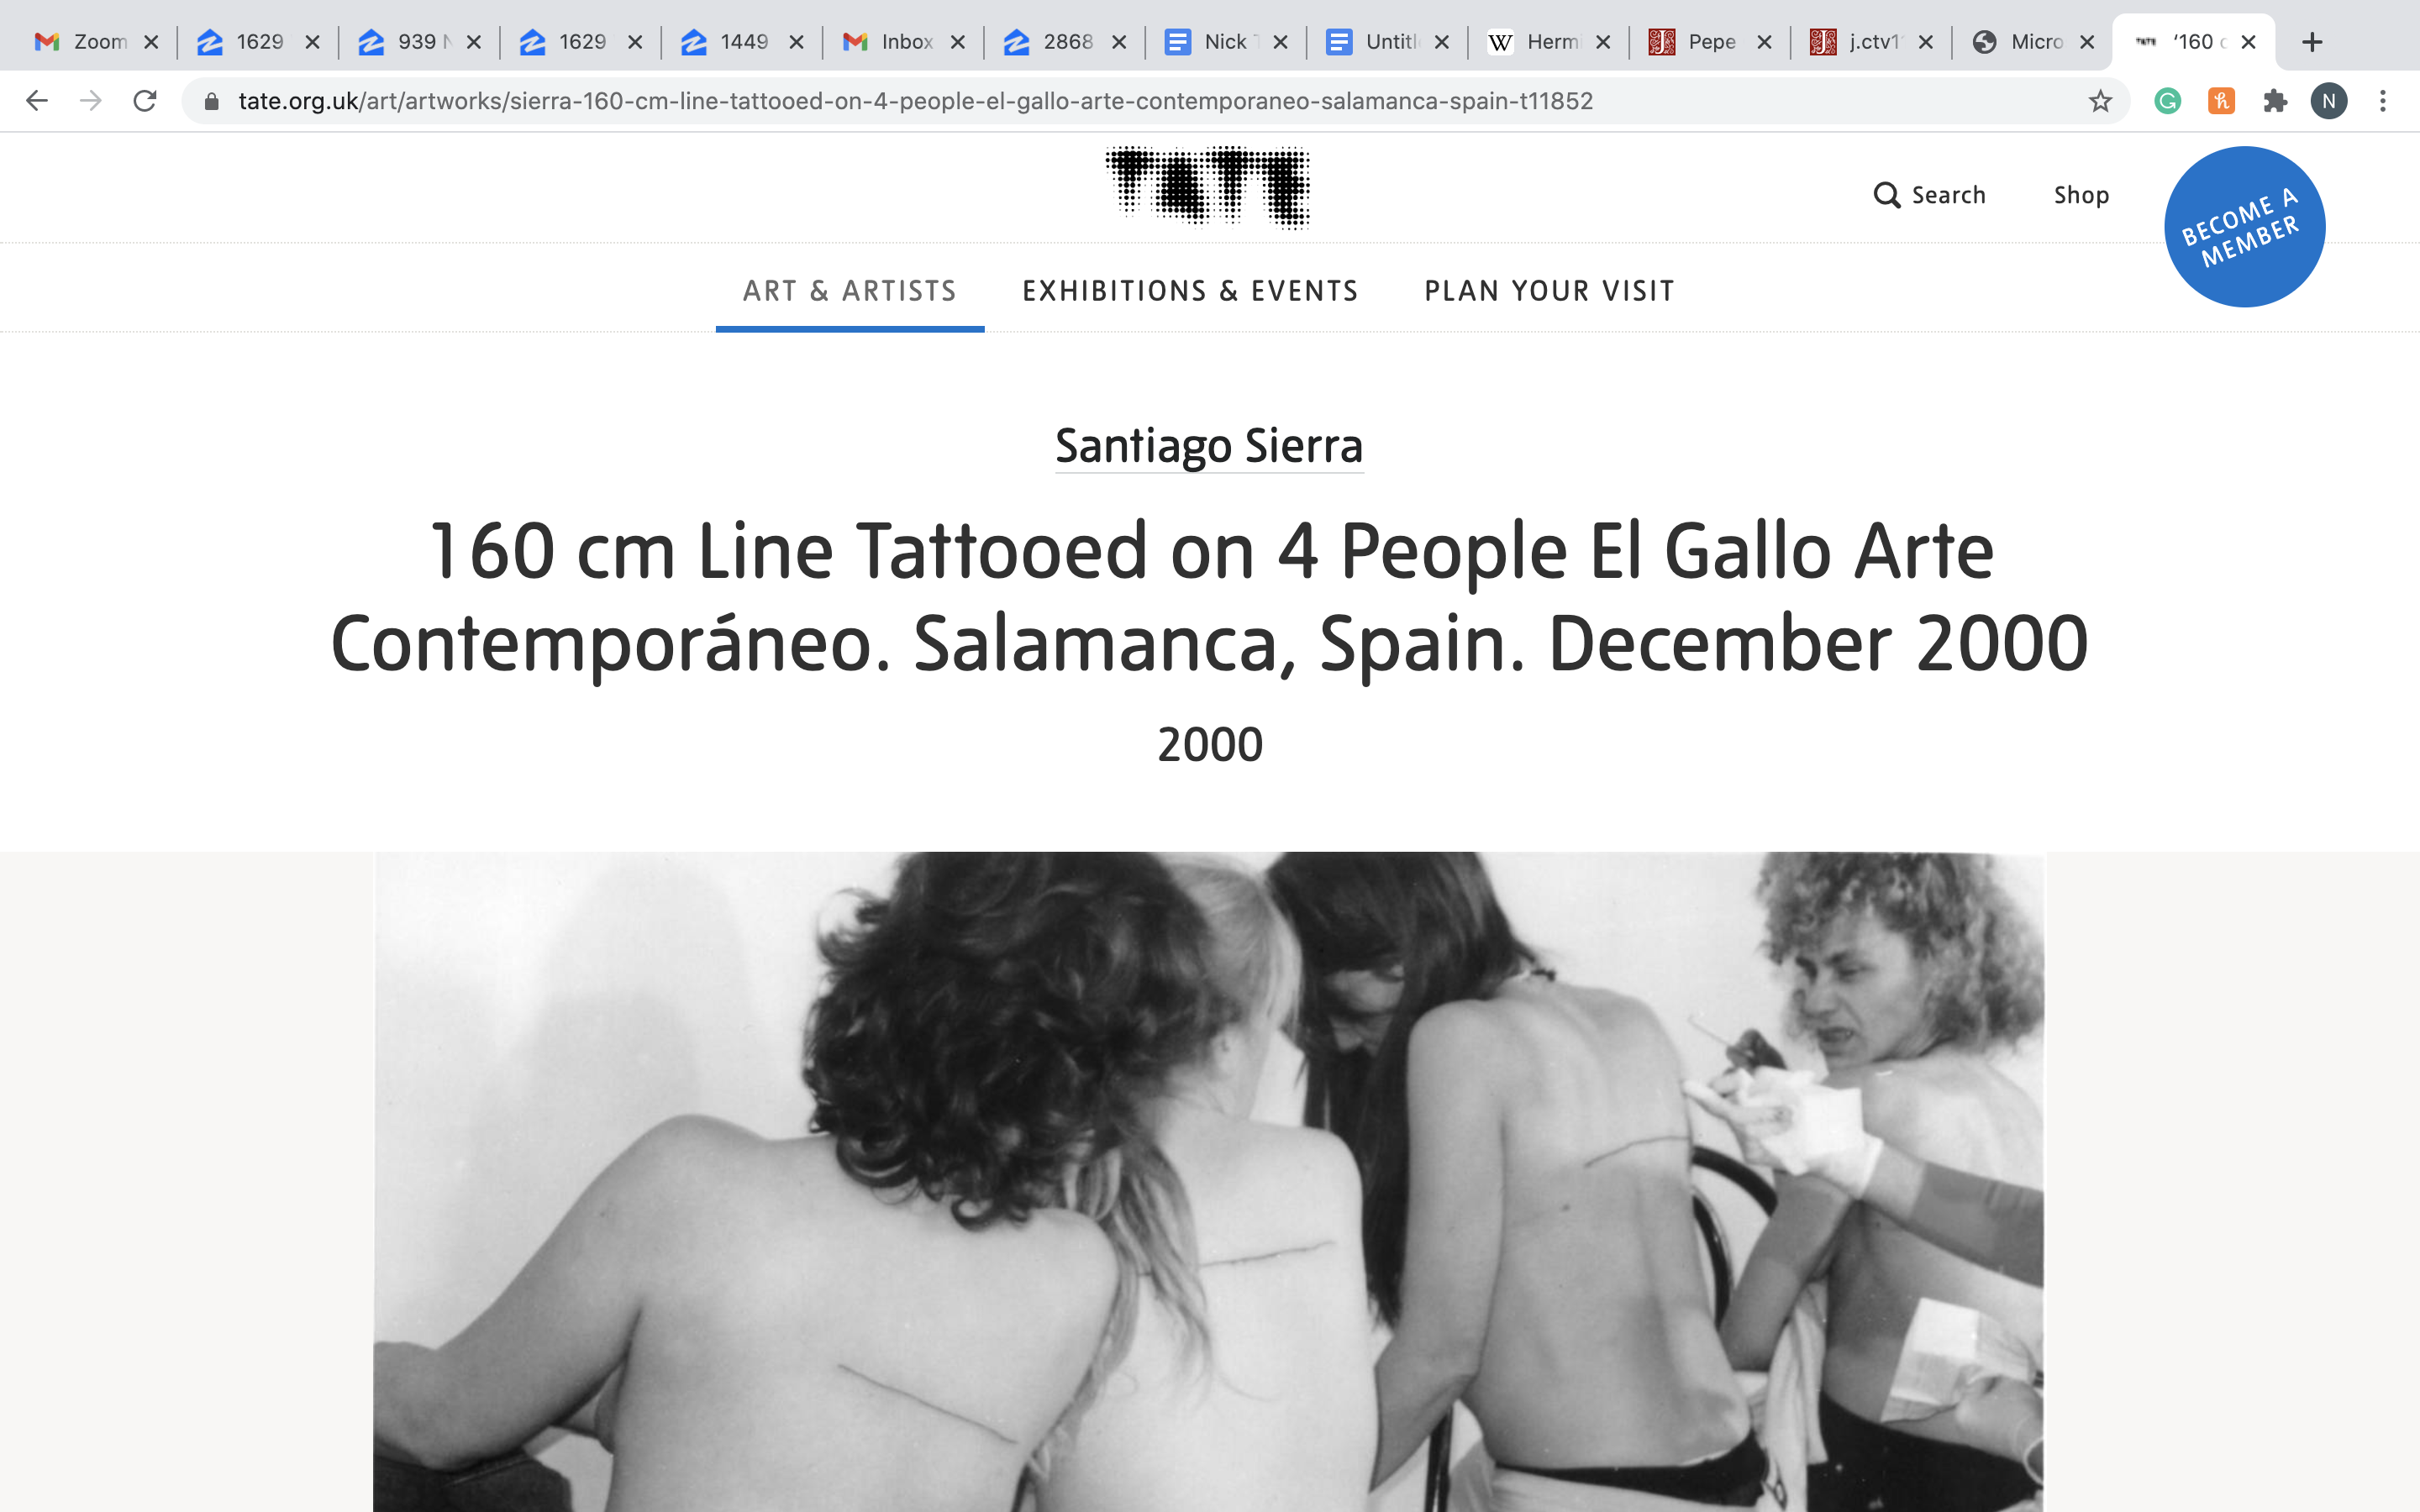 Zoom 1629 939 N 1629 1449 Inbox 2868 Nick Untitl Herm Pepe j.ctv1 Micro '160
tate.org.uk/art/artworks/sierra-160-cm-line-tattooed-on-4-people-el-gallo-arte-contemporaneo-salamanca-spain-t11852
N
TATE
Search Shop
BECOME A
MEMBER
ART & ARTISTS EXHIBITIONS & EVENTS PLAN YOUR VISIT
Santiago Sierra
160 cm Line Tattooed on 4 People El Gallo Arte
Contemporáneo. Salamanca, Spain. December 2000
2000